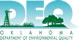 DEQ
OKLAHOMA
DEPARTMENT OF ENVIRONMENTAL QUALITY